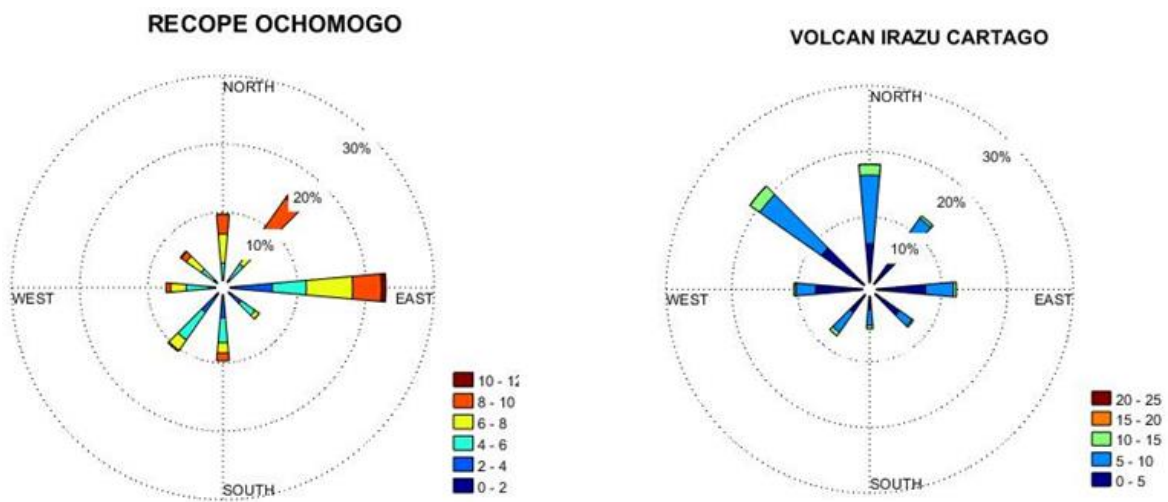 RECOPE OCHOMOGO
NORTH
30%
20%
10%
WEST
EAST
SOUTH
10 - 12
8 - 10
6 - 8
4 - 6
2 - 4
0 - 2
VOLCAN IRAZU CARTAGO
NORTH
30%
20%
10%
WEST
EAST
SOUTH
20 - 25
15 - 20
10 - 15
5 - 10
0 - 5